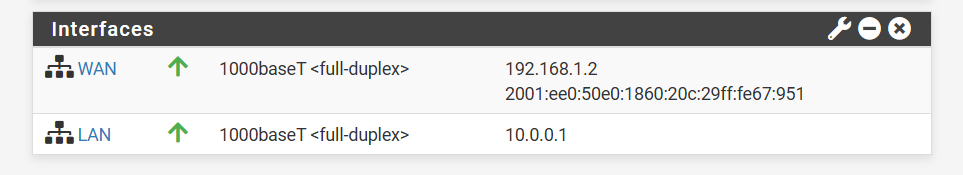 Interfaces
WAN 1000baseT <full-duplex> 192.168.1.2
2001:ee0:50e0:1860:20c:29ff:fe67:951
LAN 1000baseT <full-duplex> 10.0.0.1